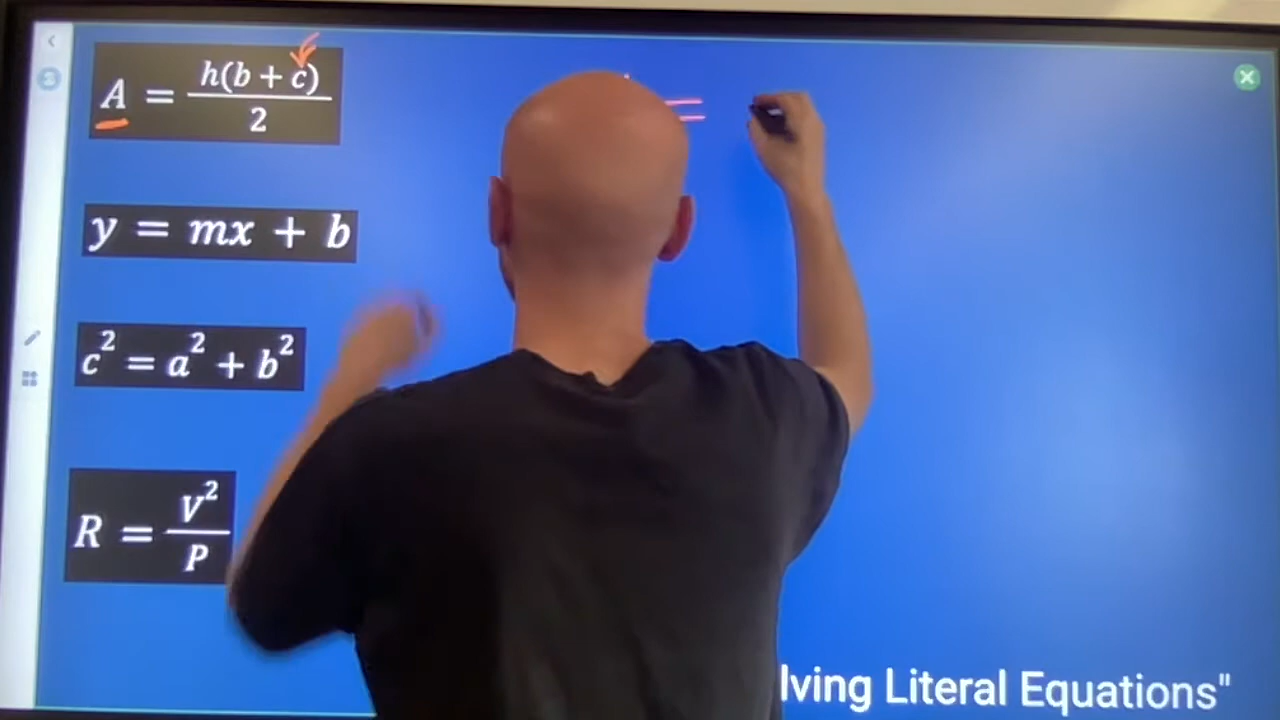 A = h(b + c) / 2
=
y = mx + b
c² = a² + b²
R = V² / P
lving Literal Equations"